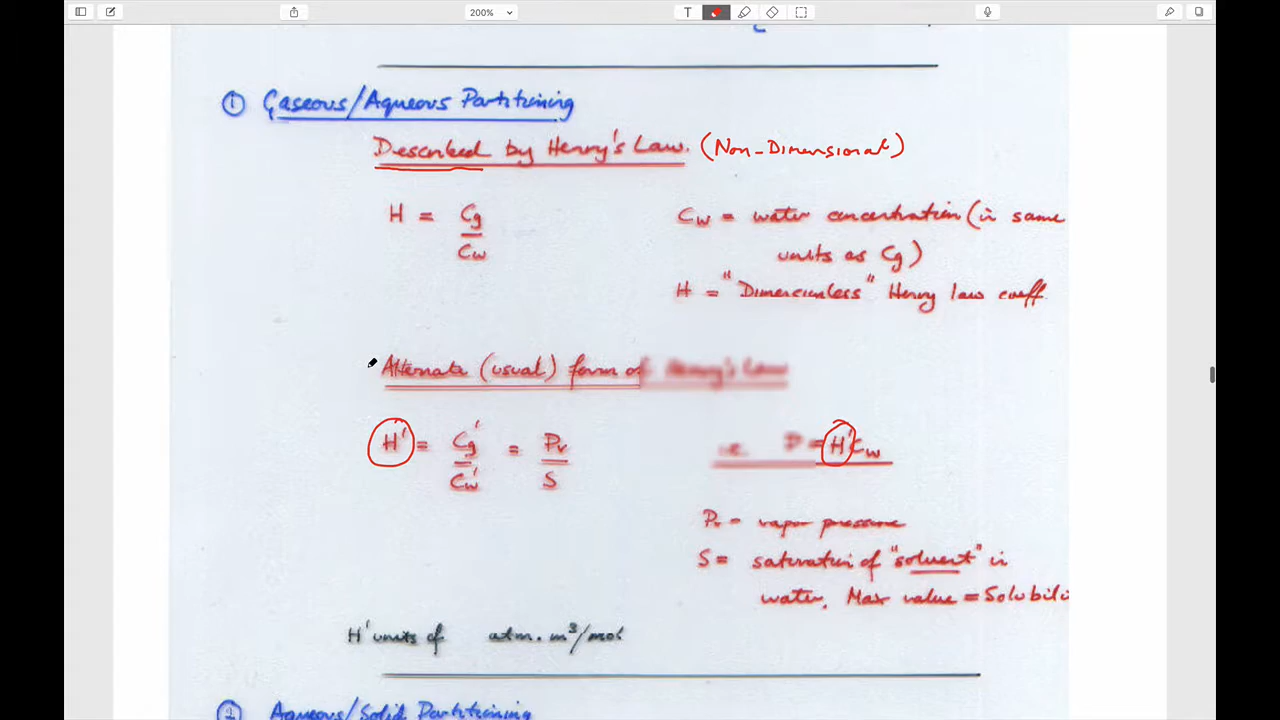 200%
T
① Gaseous/Aqueous Partitioning
Described by Henry's Law. (Non-Dimensional)
H = Cg / Cw
Cw = water concentration (in same
units as Cg)
H = "Dimensionless" Henry law coeff.
Alternate (usual) form of Henry's Law
H' = Cg' / Cw' = Pv / S
i.e. P = H'Cw
Pv = vapor pressure
S = saturation of "solvent" in
water. Max value = Solubili
H' units of atm.m³/mol
② Aqueous/Solid Partitioning